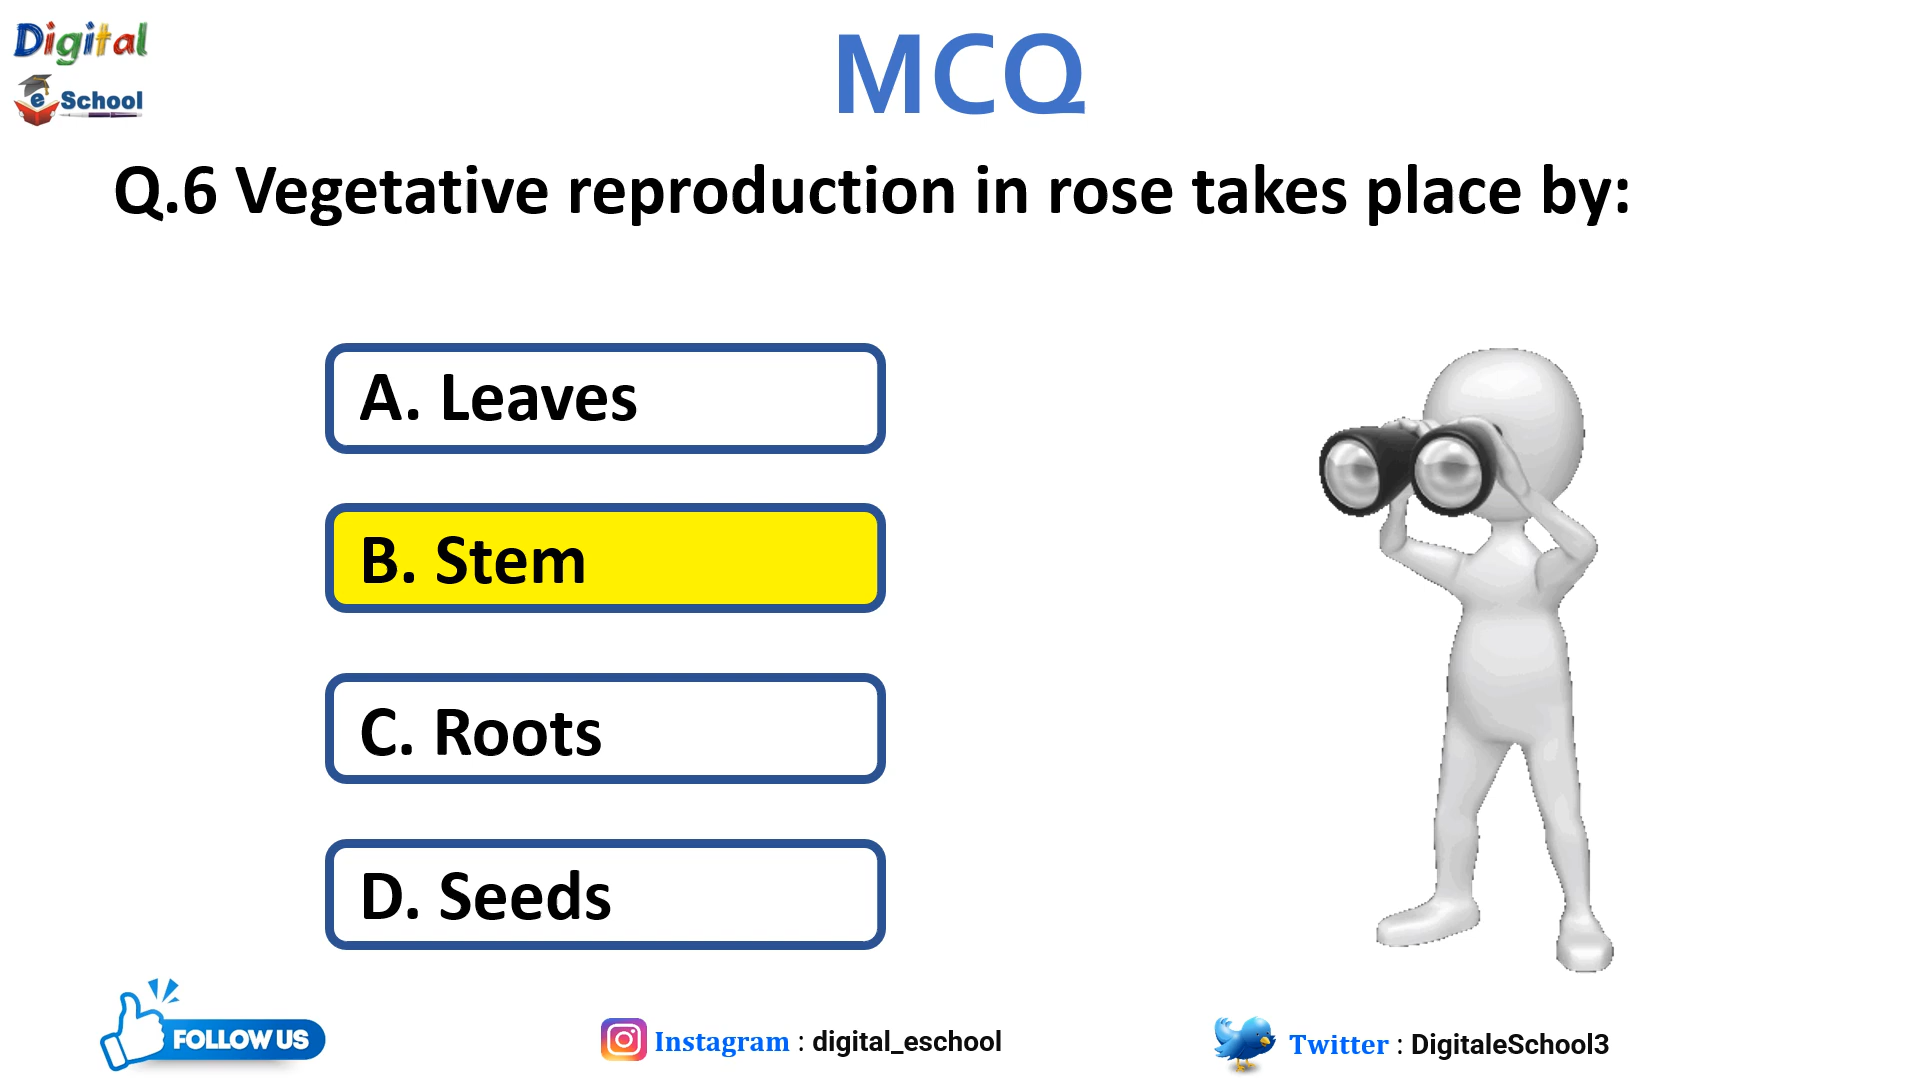 Digital
e School
MCQ
Q.6 Vegetative reproduction in rose takes place by:
A. Leaves
B. Stem
C. Roots
D. Seeds
FOLLOW US
Instagram : digital_eschool
Twitter : DigitaleSchool3